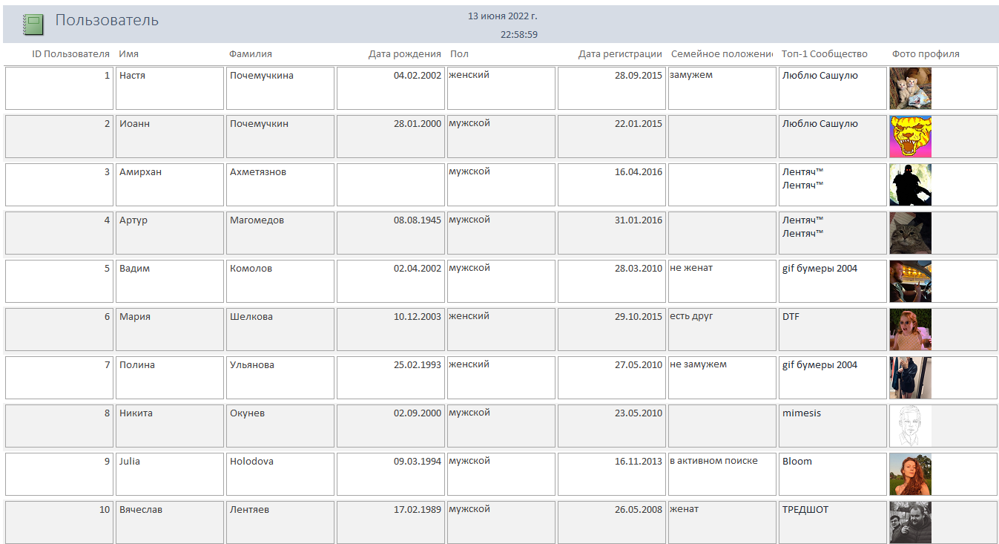 Пользователь
13 июня 2022 г.
22:58:59
ID Пользователя Имя Фамилия Дата рождения Пол Дата регистрации Семейное положени Топ-1 Сообщество Фото профиля
1 Настя Почемучкина 04.02.2002 женский 28.09.2015 замужем Люблю Сашулю
2 Иоанн Почемучкин 28.01.2000 мужской 22.01.2015 Люблю Сашулю
3 Амирхан Ахметязнов мужской 16.04.2016 Лентяч™
Лентяч™
4 Артур Магомедов 08.08.1945 мужской 31.01.2016 Лентяч™
Лентяч™
5 Вадим Комолов 02.04.2002 мужской 28.03.2010 не женат gif бумеры 2004
6 Мария Шелкова 10.12.2003 женский 29.10.2015 есть друг DTF
7 Полина Ульянова 25.02.1993 женский 27.05.2010 не замужем gif бумеры 2004
8 Никита Окунев 02.09.2000 мужской 23.05.2010 mimesis
9 Julia Holodova 09.03.1994 мужской 16.11.2013 в активном поиске Bloom
10 Вячеслав Лентяев 17.02.1989 мужской 26.05.2008 женат ТРЕДШОТ